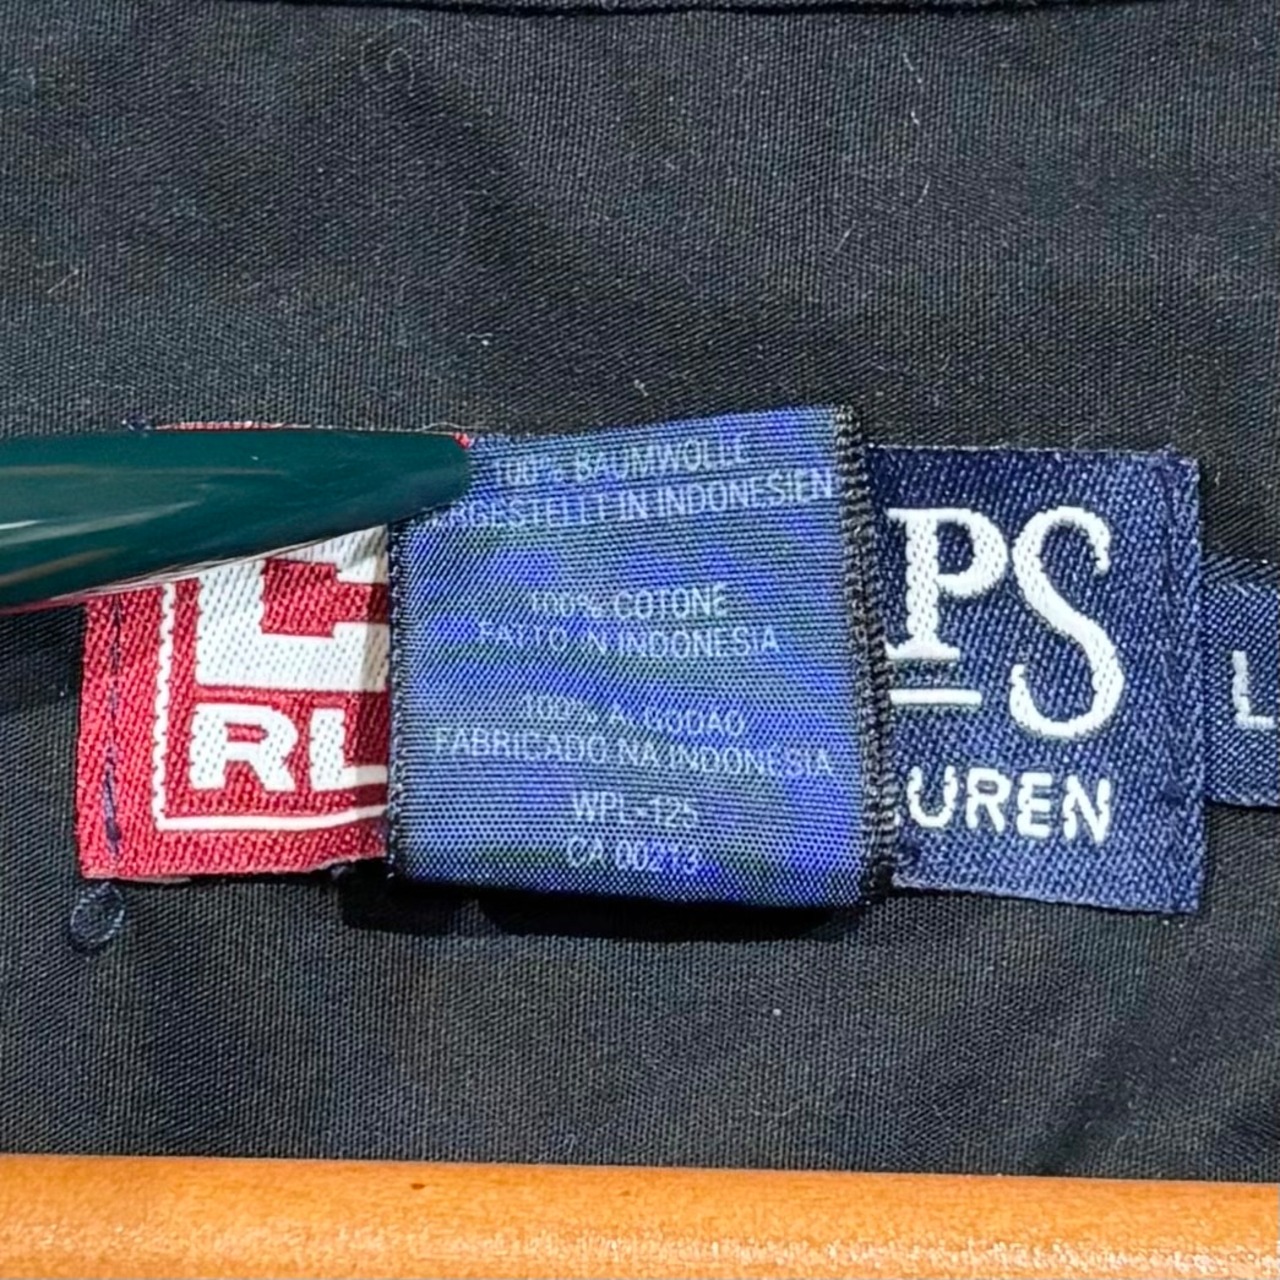 100% BAUMWOLLE
IN INDONESIEN
100% COTONE
FATTO IN INDONESIA
100% ALGODAO
FABRICADO NA INDONESIA
WPL-125
CA 00213
RL
PS
UREN
L